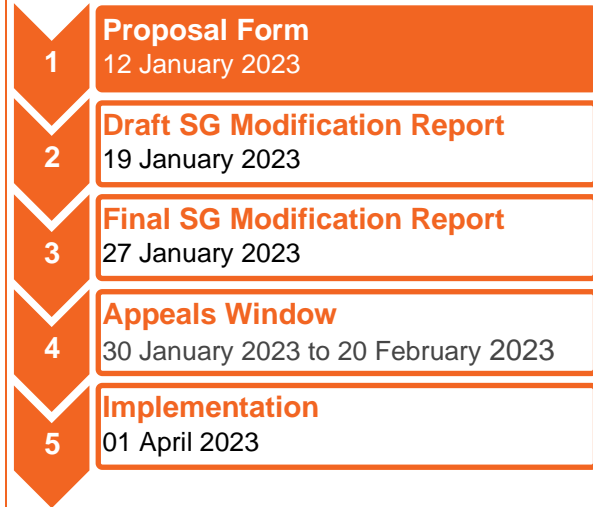 1
Proposal Form
12 January 2023
2
Draft SG Modification Report
19 January 2023
3
Final SG Modification Report
27 January 2023
4
Appeals Window
30 January 2023 to 20 February 2023
5
Implementation
01 April 2023